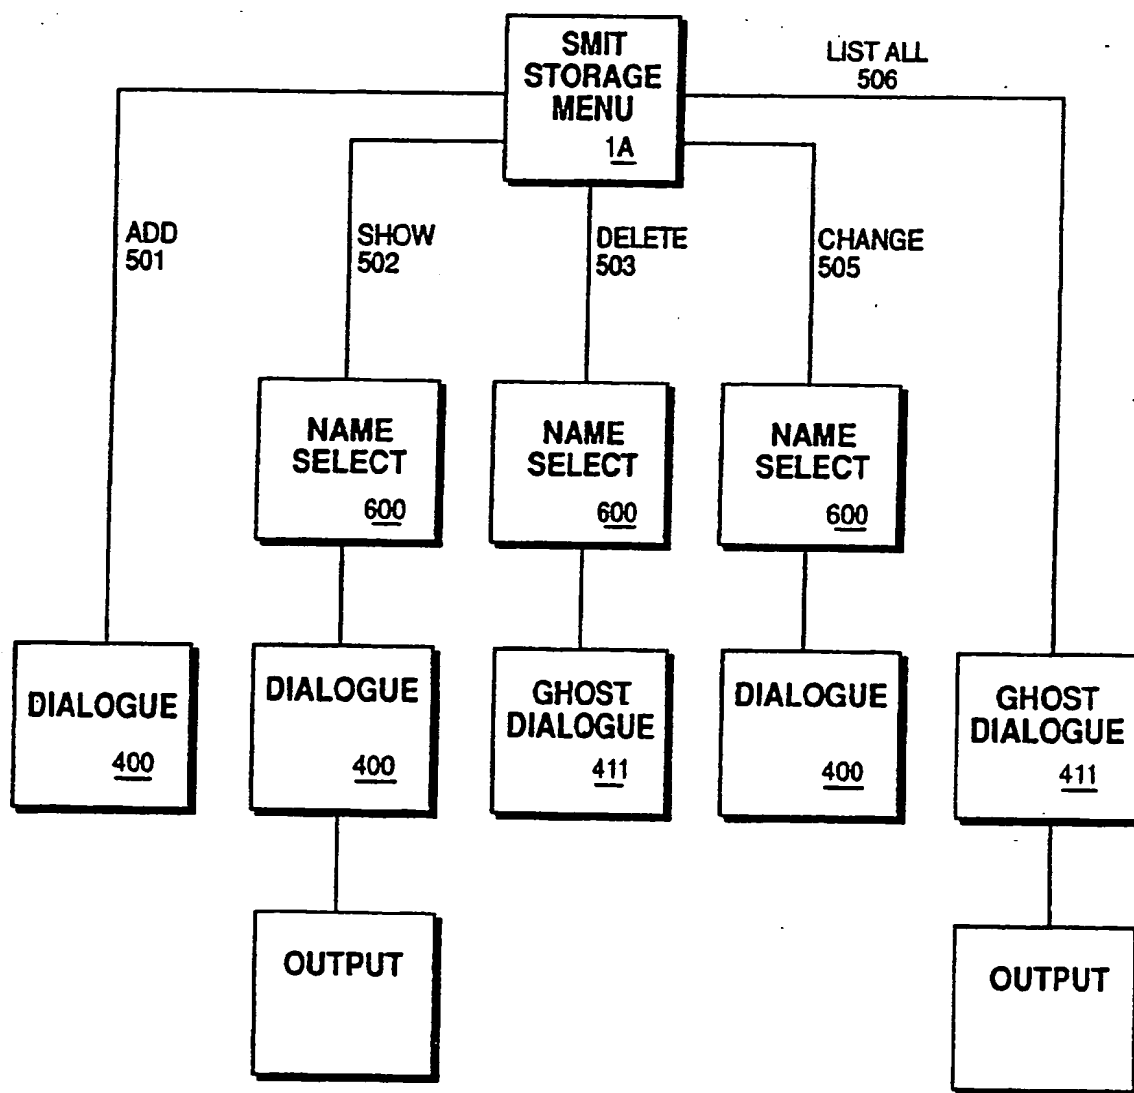 SMIT
STORAGE
MENU
1A
LIST ALL
506
ADD
501
SHOW
502
DELETE
503
CHANGE
505
NAME
SELECT
600
NAME
SELECT
600
NAME
SELECT
600
DIALOGUE
400
DIALOGUE
400
GHOST
DIALOGUE
411
DIALOGUE
400
GHOST
DIALOGUE
411
OUTPUT
OUTPUT